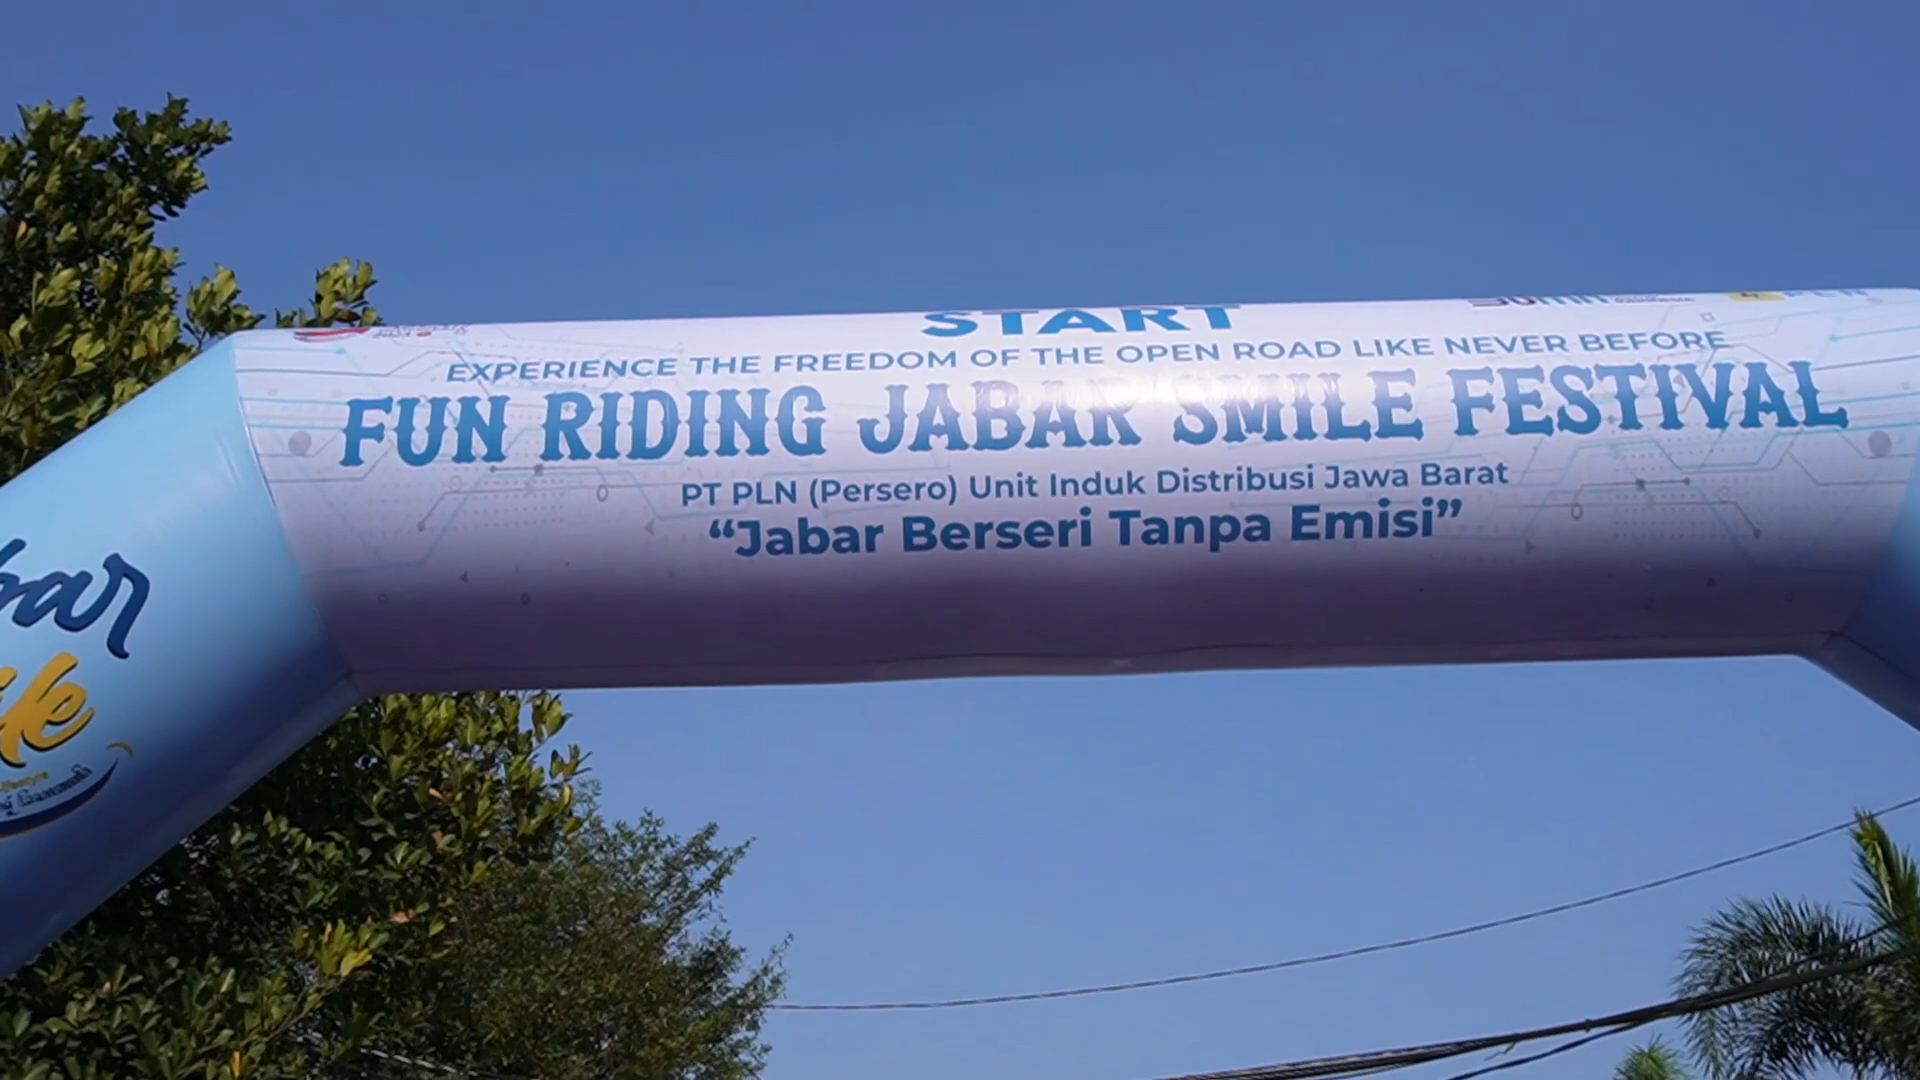 START
EXPERIENCE THE FREEDOM OF THE OPEN ROAD LIKE NEVER BEFORE
FUN RIDING JABAR SMILE FESTIVAL
PT PLN (Persero) Unit Induk Distribusi Jawa Barat
“Jabar Berseri Tanpa Emisi”
bar